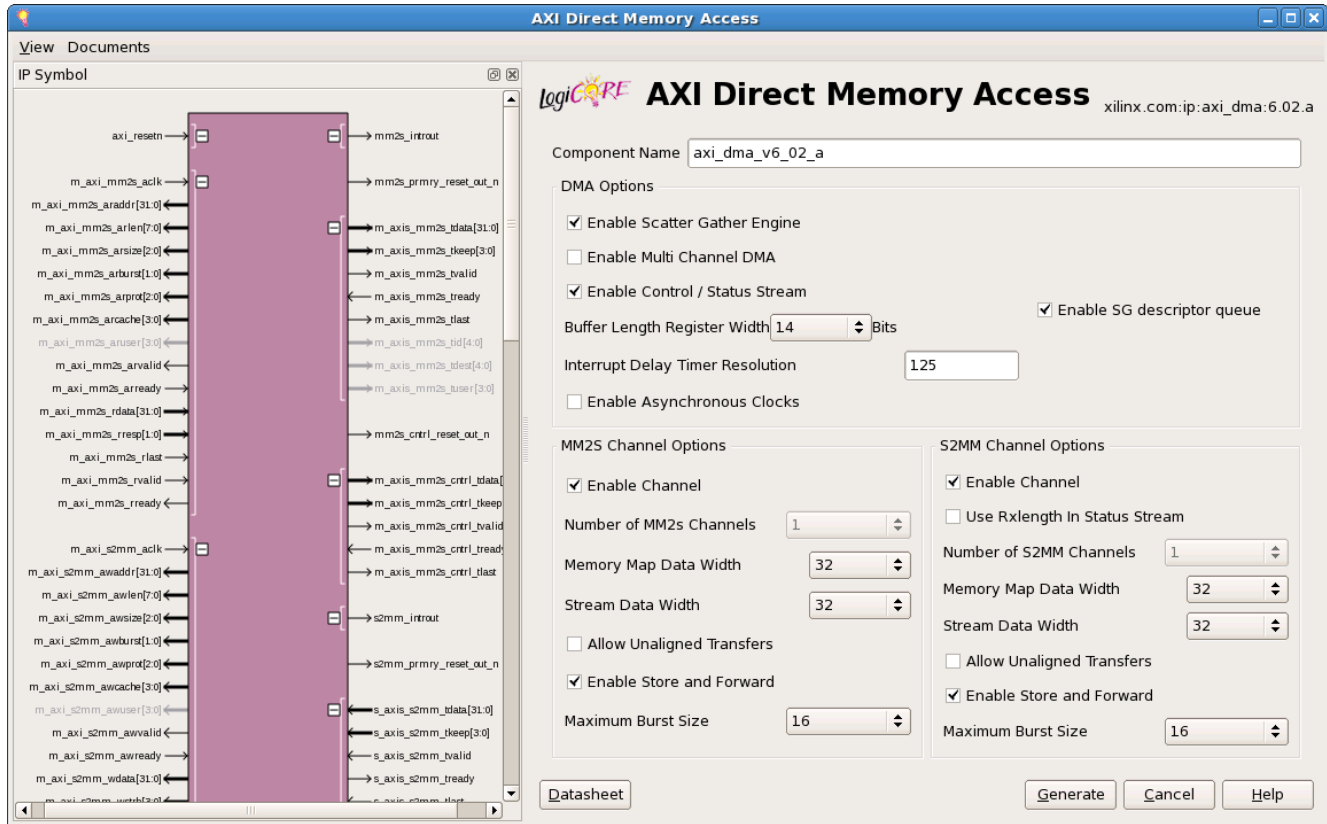 AXI Direct Memory Access
View Documents
IP Symbol
axi_resetn
mm2s_introut
m_axi_mm2s_aclk
mm2s_prmry_reset_out_n
m_axi_mm2s_araddr[31:0]
m_axi_mm2s_arlen[7:0]
m_axis_mm2s_tdata[31:0]
m_axi_mm2s_arsize[2:0]
m_axis_mm2s_tkeep[3:0]
m_axi_mm2s_arburst[1:0]
m_axis_mm2s_tvalid
m_axi_mm2s_arprot[2:0]
m_axis_mm2s_tready
m_axi_mm2s_arcache[3:0]
m_axis_mm2s_tlast
m_axi_mm2s_aruser[3:0]
m_axis_mm2s_tid[4:0]
m_axi_mm2s_arvalid
m_axis_mm2s_tdest[4:0]
m_axi_mm2s_arready
m_axis_mm2s_tuser[3:0]
m_axi_mm2s_rdata[31:0]
m_axi_mm2s_rresp[1:0]
mm2s_cntrl_reset_out_n
m_axi_mm2s_rlast
m_axi_mm2s_rvalid
m_axis_mm2s_cntrl_tdata[
m_axi_mm2s_rready
m_axis_mm2s_cntrl_tkeep
m_axis_mm2s_cntrl_tvalid
m_axi_s2mm_aclk
m_axis_mm2s_cntrl_tready
m_axi_s2mm_awaddr[31:0]
m_axis_mm2s_cntrl_tlast
m_axi_s2mm_awlen[7:0]
m_axi_s2mm_awsize[2:0]
s2mm_introut
m_axi_s2mm_awburst[1:0]
m_axi_s2mm_awprot[2:0]
s2mm_prmry_reset_out_n
m_axi_s2mm_awcache[3:0]
m_axi_s2mm_awuser[3:0]
s_axis_s2mm_tdata[31:0]
m_axi_s2mm_awvalid
s_axis_s2mm_tkeep[3:0]
m_axi_s2mm_awready
s_axis_s2mm_tvalid
m_axi_s2mm_wdata[31:0]
s_axis_s2mm_tready
m_axi_s2mm_wstrb[3:0]
s_axis_s2mm_tlast
LogiCORE AXI Direct Memory Access xilinx.com:ip:axi_dma:6.02.a
Component Name axi_dma_v6_02_a
DMA Options
Enable Scatter Gather Engine
Enable Multi Channel DMA
Enable Control / Status Stream
Enable SG descriptor queue
Buffer Length Register Width 14 Bits
Interrupt Delay Timer Resolution 125
Enable Asynchronous Clocks
MM2S Channel Options
Enable Channel
Number of MM2s Channels 1
Memory Map Data Width 32
Stream Data Width 32
Allow Unaligned Transfers
Enable Store and Forward
Maximum Burst Size 16
S2MM Channel Options
Enable Channel
Use Rxlength In Status Stream
Number of S2MM Channels 1
Memory Map Data Width 32
Stream Data Width 32
Allow Unaligned Transfers
Enable Store and Forward
Maximum Burst Size 16
Datasheet Generate Cancel Help